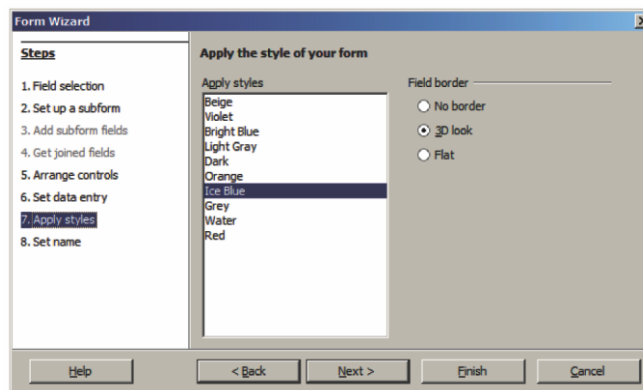 Form Wizard
Steps
1. Field selection
2. Set up a subform
3. Add subform fields
4. Get joined fields
5. Arrange controls
6. Set data entry
7. Apply styles
8. Set name
Apply the style of your form
Apply styles
Beige
Violet
Bright Blue
Light Gray
Dark
Orange
Ice Blue
Grey
Water
Red
Field border
No border
3D look
Flat
Help
< Back
Next >
Finish
Cancel